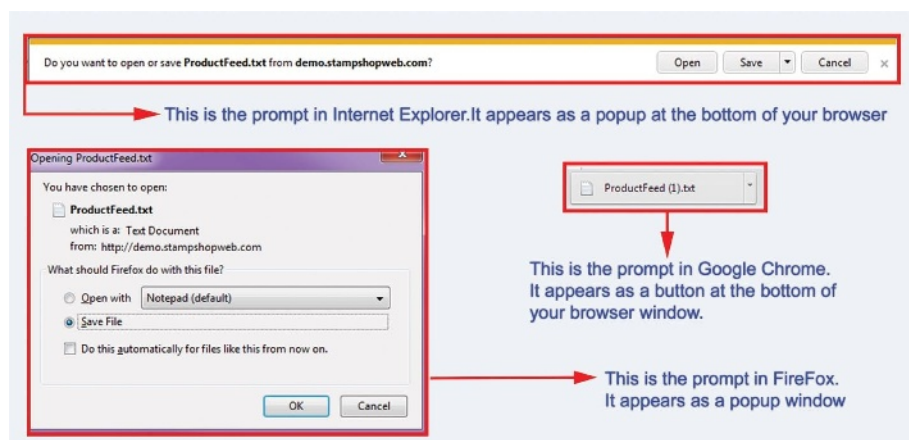 Do you want to open or save ProductFeed.txt from demo.stampshopweb.com?
Open Save Cancel ×
This is the prompt in Internet Explorer.It appears as a popup at the bottom of your browser
Opening ProductFeed.txt
You have chosen to open:
ProductFeed.txt
which is a: Text Document
from: http://demo.stampshopweb.com
What should Firefox do with this file?
Open with Notepad (default)
Save File
Do this automatically for files like this from now on.
OK Cancel
ProductFeed (1).txt
This is the prompt in Google Chrome.
It appears as a button at the bottom of
your browser window.
This is the prompt in FireFox.
It appears as a popup window